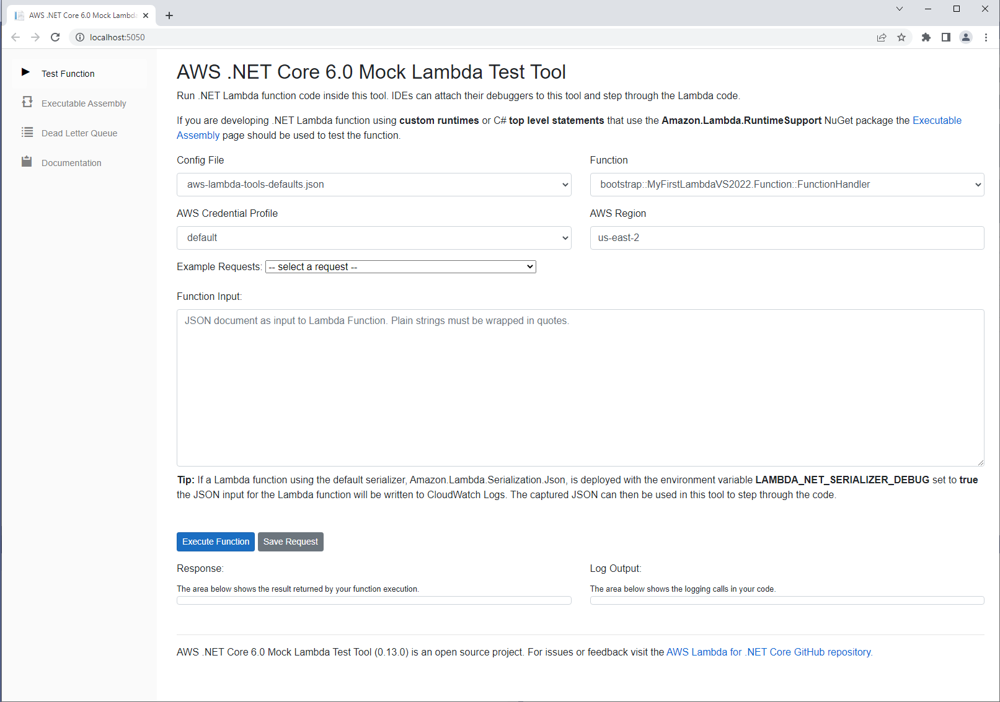 AWS .NET Core 6.0 Mock Lambda
localhost:5050
Test Function
Executable Assembly
Dead Letter Queue
Documentation
AWS .NET Core 6.0 Mock Lambda Test Tool
Run .NET Lambda function code inside this tool. IDEs can attach their debuggers to this tool and step through the Lambda code.
If you are developing .NET Lambda function using custom runtimes or C# top level statements that use the Amazon.Lambda.RuntimeSupport NuGet package the Executable
Assembly page should be used to test the function.
Config File
Function
aws-lambda-tools-defaults.json
bootstrap::MyFirstLambdaVS2022.Function::FunctionHandler
AWS Credential Profile
AWS Region
default
us-east-2
Example Requests: -- select a request --
Function Input:
JSON document as input to Lambda Function. Plain strings must be wrapped in quotes.
Tip: If a Lambda function using the default serializer, Amazon.Lambda.Serialization.Json, is deployed with the environment variable LAMBDA_NET_SERIALIZER_DEBUG set to true
the JSON input for the Lambda function will be written to CloudWatch Logs. The captured JSON can then be used in this tool to step through the code.
Execute Function
Save Request
Response:
Log Output:
The area below shows the result returned by your function execution.
The area below shows the logging calls in your code.
AWS .NET Core 6.0 Mock Lambda Test Tool (0.13.0) is an open source project. For issues or feedback visit the AWS Lambda for .NET Core GitHub repository.